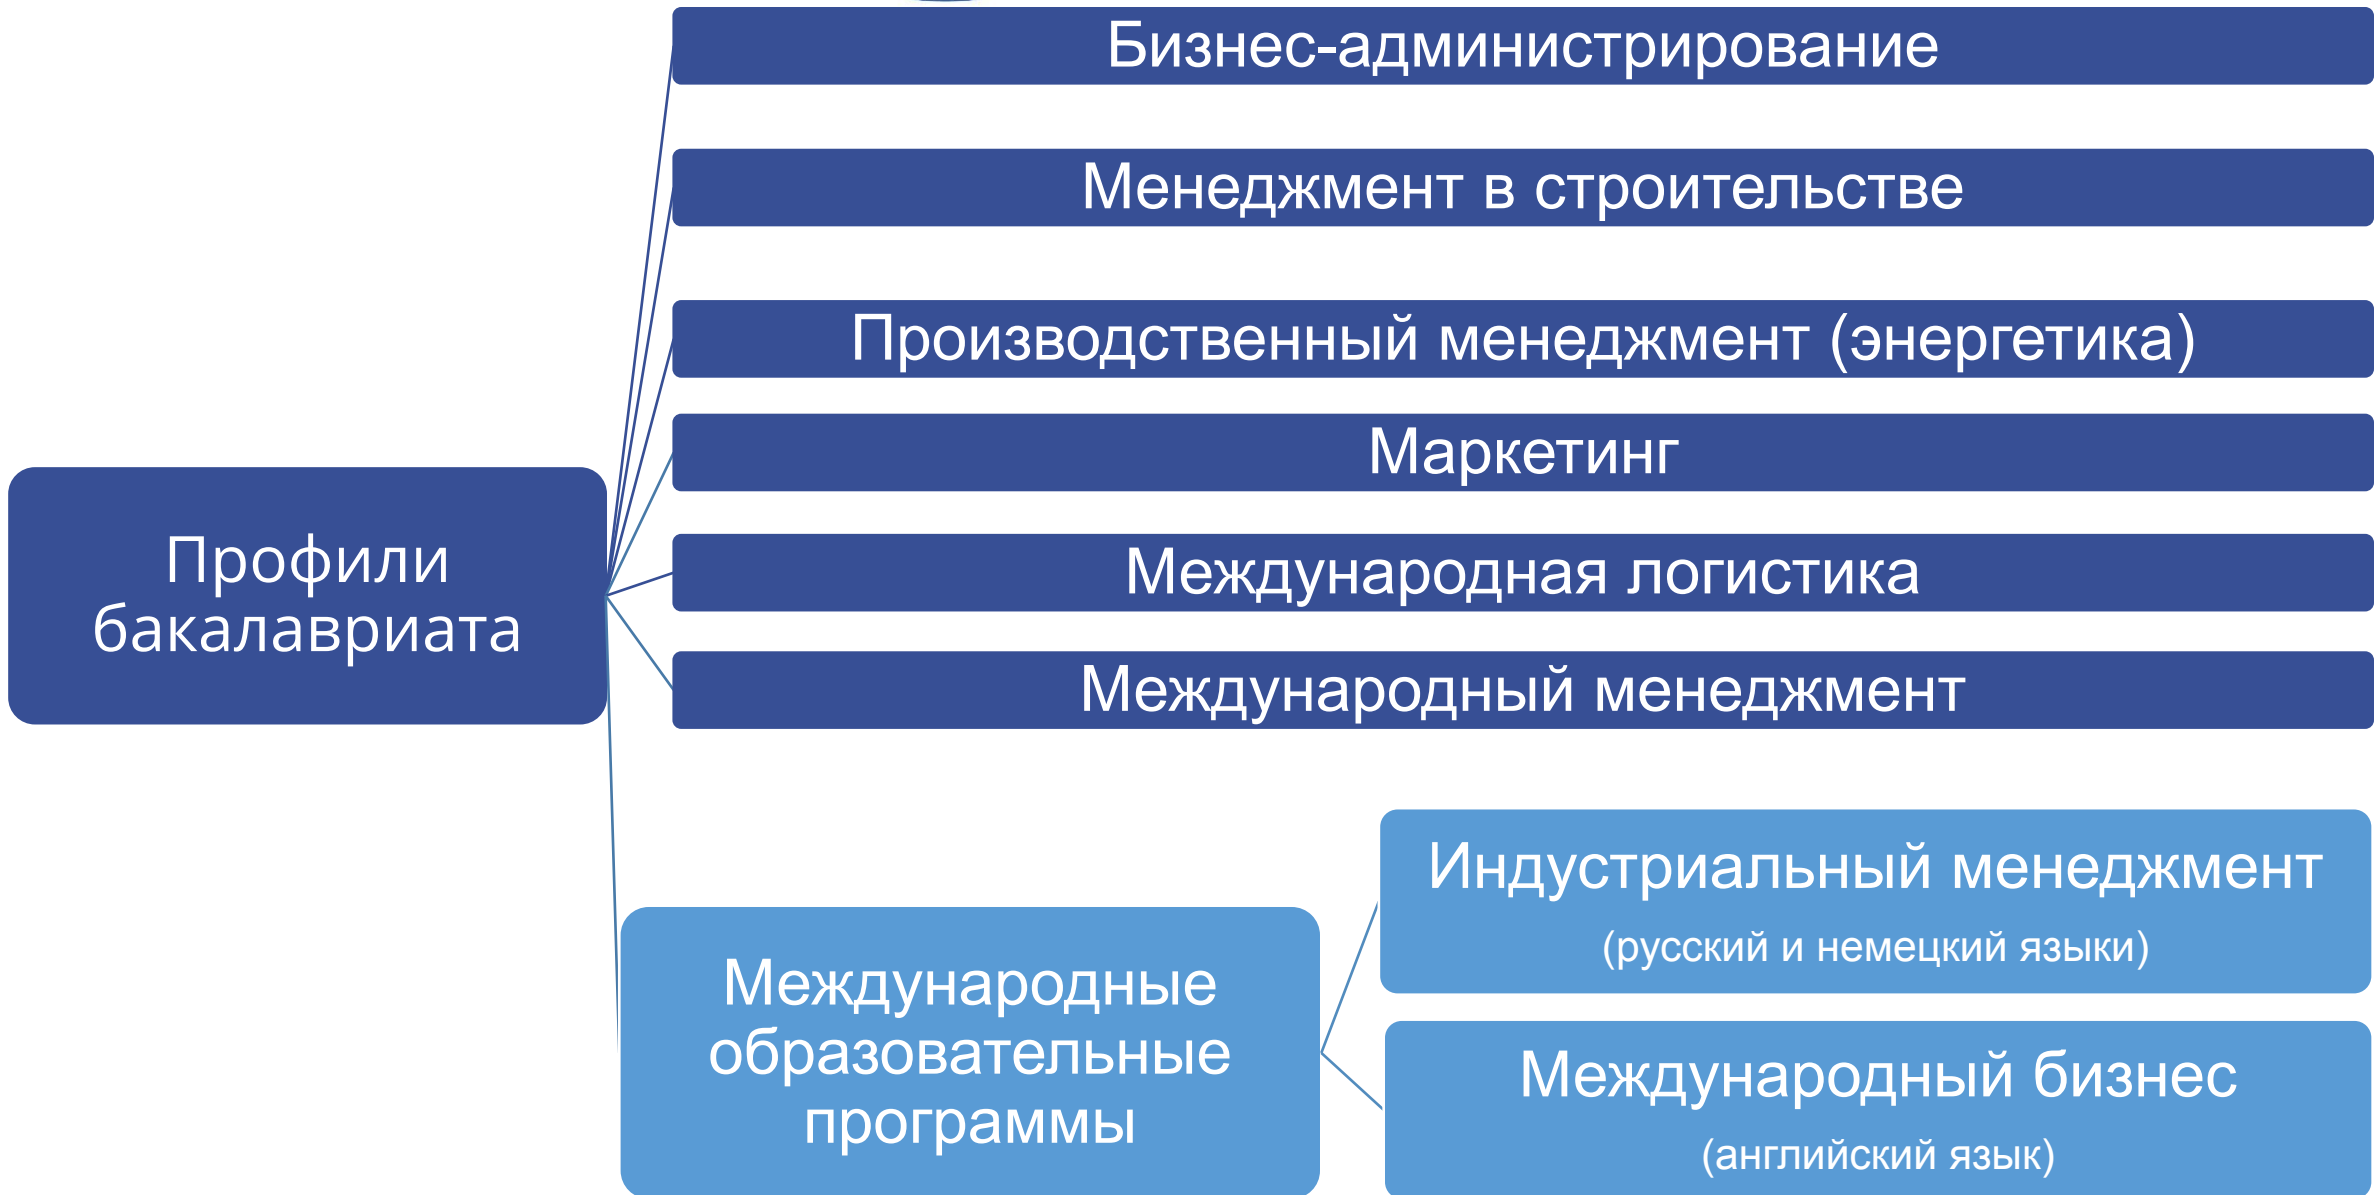 Бизнес-администрирование
Менеджмент в строительстве
Производственный менеджмент (энергетика)
Маркетинг
Профили
бакалавриата
Международная логистика
Международный менеджмент
Международные
образовательные
программы
Индустриальный менеджмент
(русский и немецкий языки)
Международный бизнес
(английский язык)